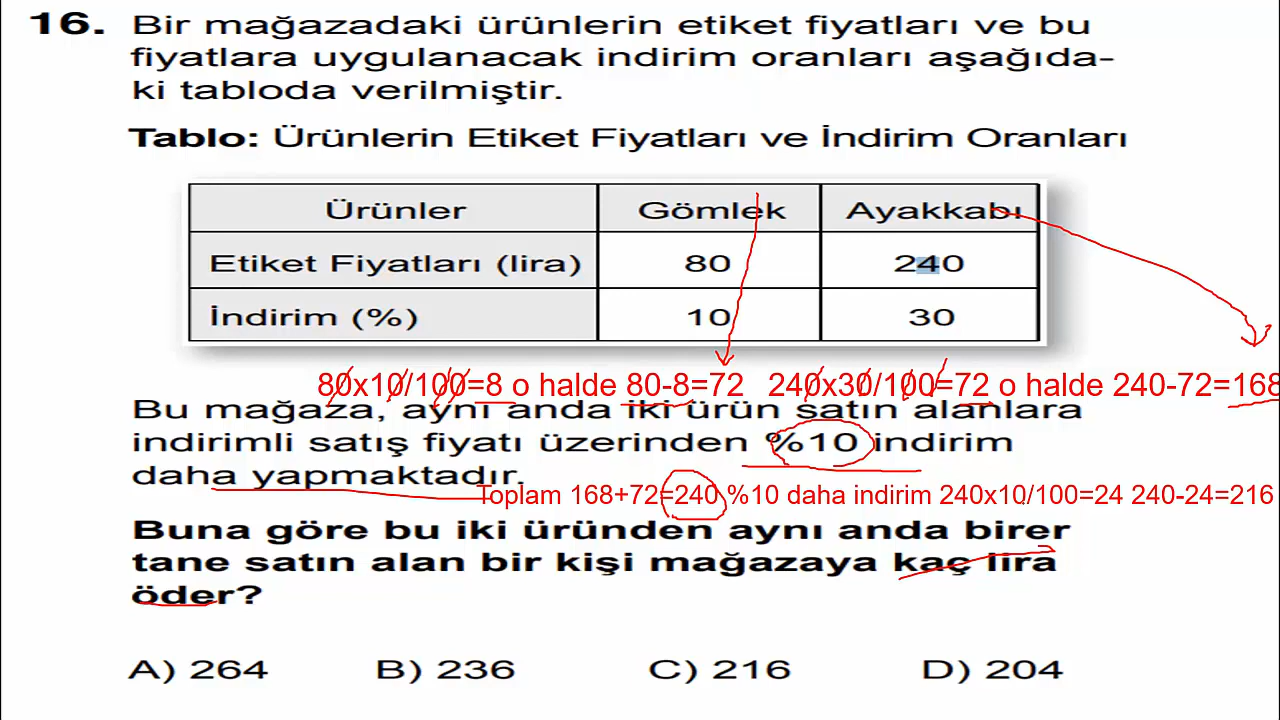 16. Bir mağazadaki ürünlerin etiket fiyatları ve bu
fiyatlara uygulanacak indirim oranları aşağıda-
ki tabloda verilmiştir.
Tablo: Ürünlerin Etiket Fiyatları ve İndirim Oranları
Ürünler Gömlek Ayakkabı
Etiket Fiyatları (lira) 80 240
İndirim (%) 10 30
80x10/100=8 o halde 80-8=72 240x30/100=72 o halde 240-72=168
Bu mağaza, aynı anda iki ürün satın alanlara
indirimli satış fiyatı üzerinden %10 indirim
daha yapmaktadır.
Toplam 168+72=240 %10 daha indirim 240x10/100=24 240-24=216
Buna göre bu iki üründen aynı anda birer
tane satın alan bir kişi mağazaya kaç lira
öder?
A) 264 B) 236 C) 216 D) 204